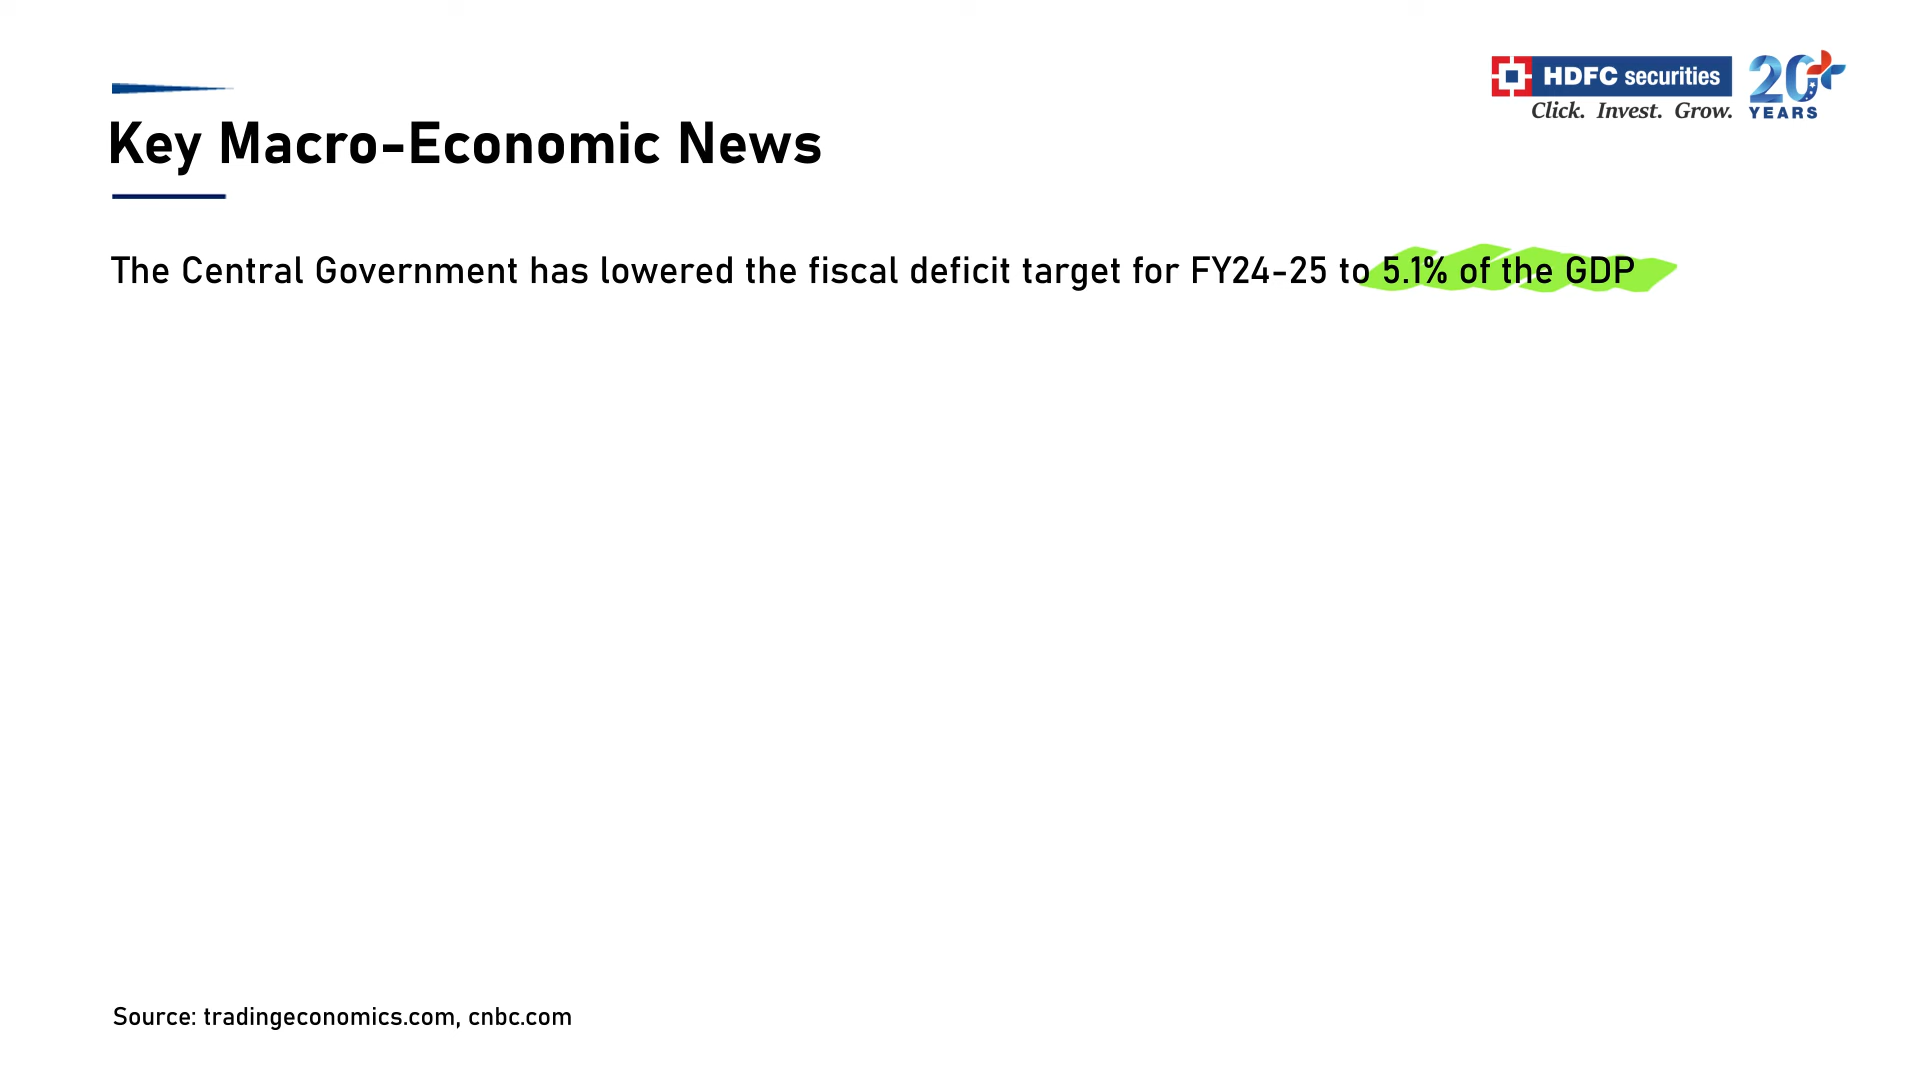 HDFC securities
Click. Invest. Grow.
20
YEARS
Key Macro-Economic News
The Central Government has lowered the fiscal deficit target for FY24-25 to 5.1% of the GDP
Source: tradingeconomics.com, cnbc.com